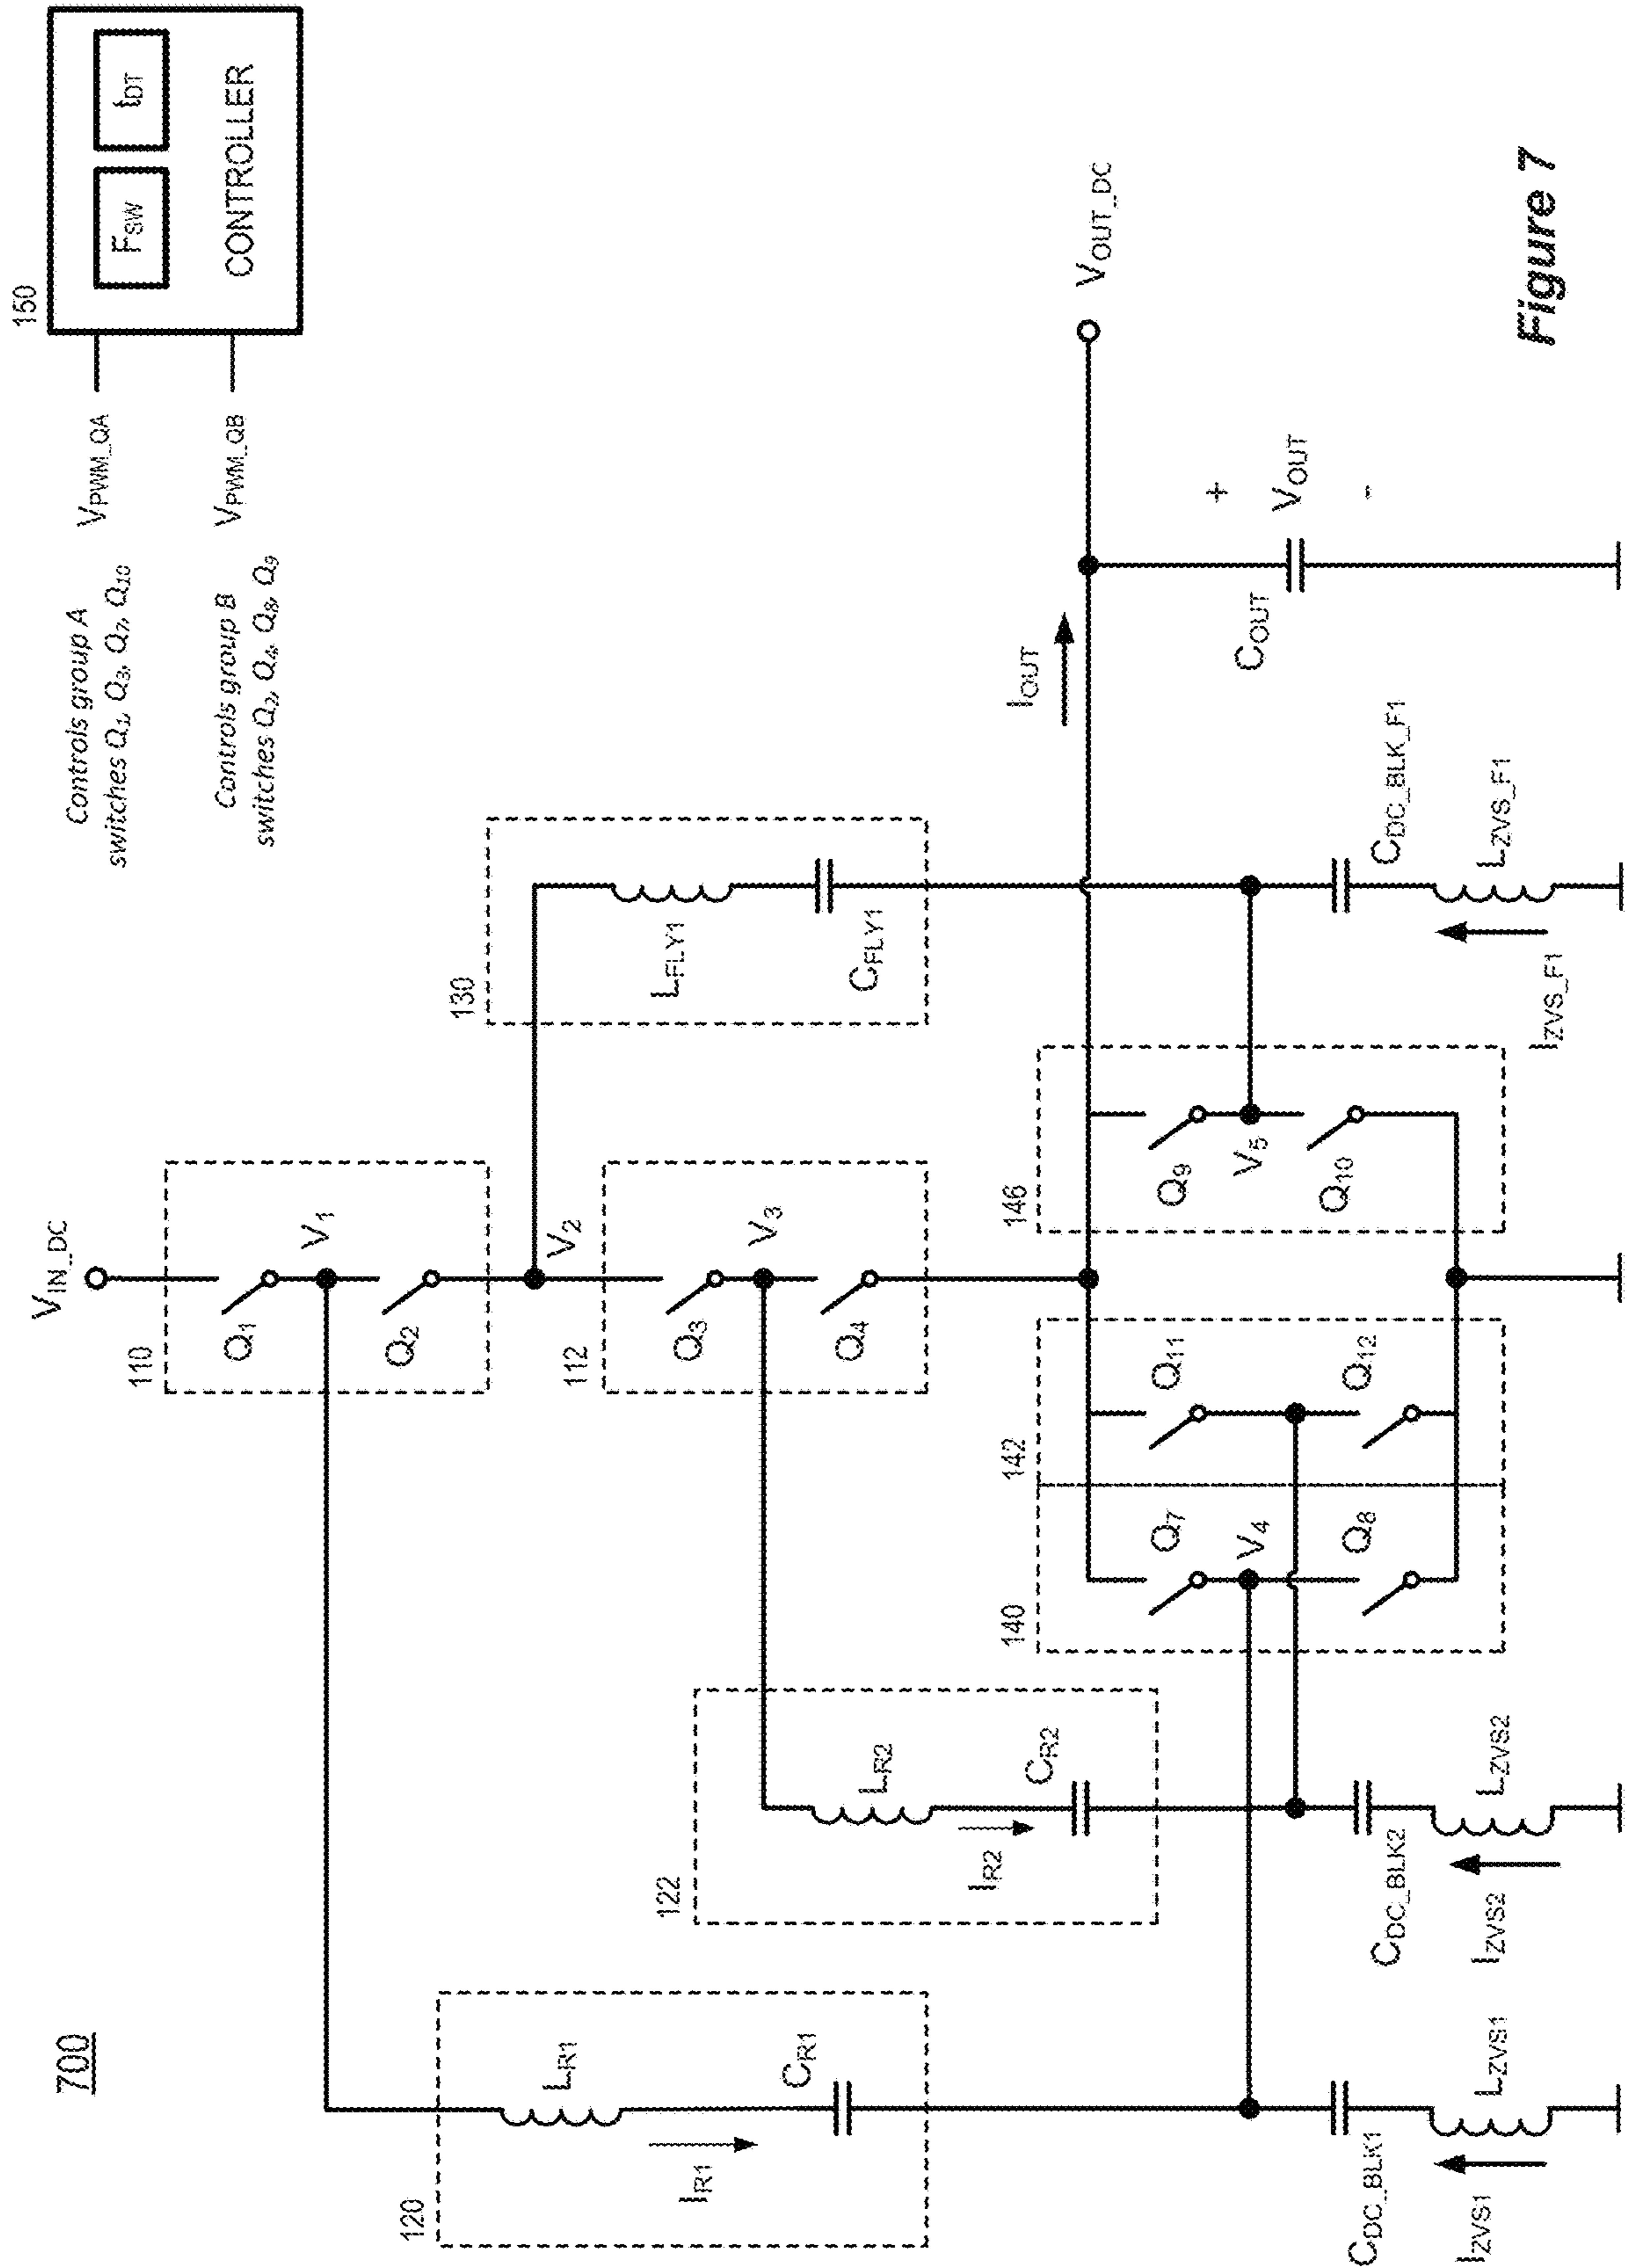 700
150
F_SW
t_DT
CONTROLLER
V_PWM_QA
V_PWM_QB
Controls group A
switches Q1, Q3, Q7, Q10
Controls group B
switches Q2, Q4, Q8, Q9
V_IN_DC
110
Q1
V1
Q2
V2
112
Q3
V3
Q4
130
L_FLY1
C_FLY1
120
L_R1
I_R1
C_R1
122
L_R2
I_R2
C_R2
140
Q7
V4
Q8
142
Q11
Q12
146
Q9
V5
Q10
I_OUT
V_OUT_DC
C_OUT
+
V_OUT
-
C_DC_BLK1
L_ZVS1
I_ZVS1
C_DC_BLK2
L_ZVS2
I_ZVS2
C_DC_BLK_F1
L_ZVS_F1
I_ZVS_F1
Figure 7